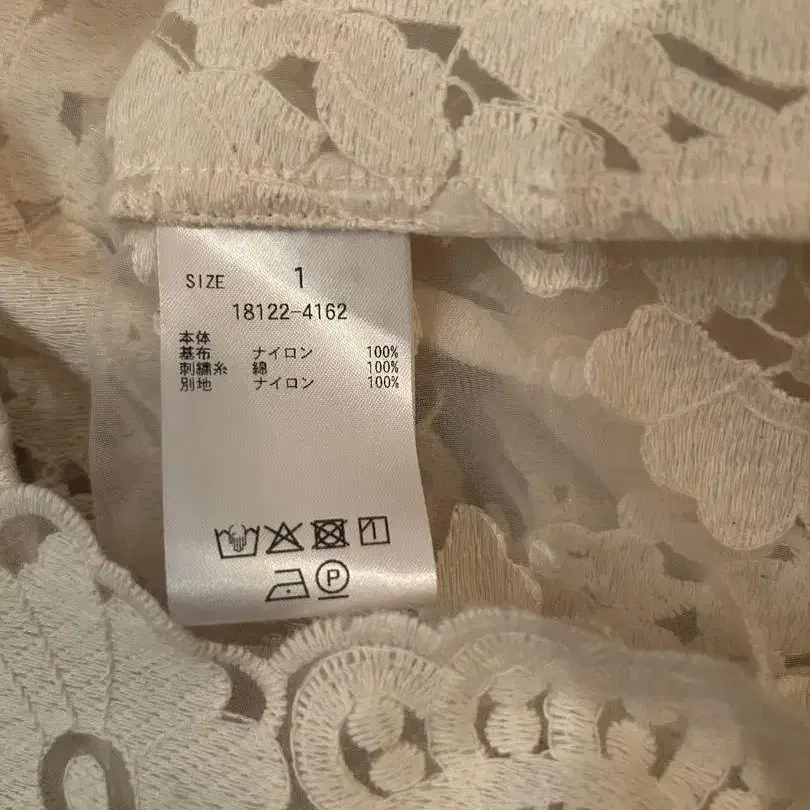 SIZE 1
18122-4162
本体
基布 ナイロン 100%
刺繍糸 綿 100%
別地 ナイロン 100%
P